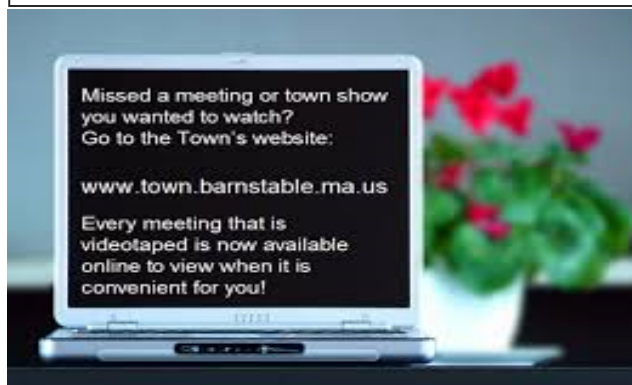 Missed a meeting or town show
you wanted to watch?
Go to the Town's website:
www.town.barnstable.ma.us
Every meeting that is
videotaped is now available
online to view when it is
convenient for you!